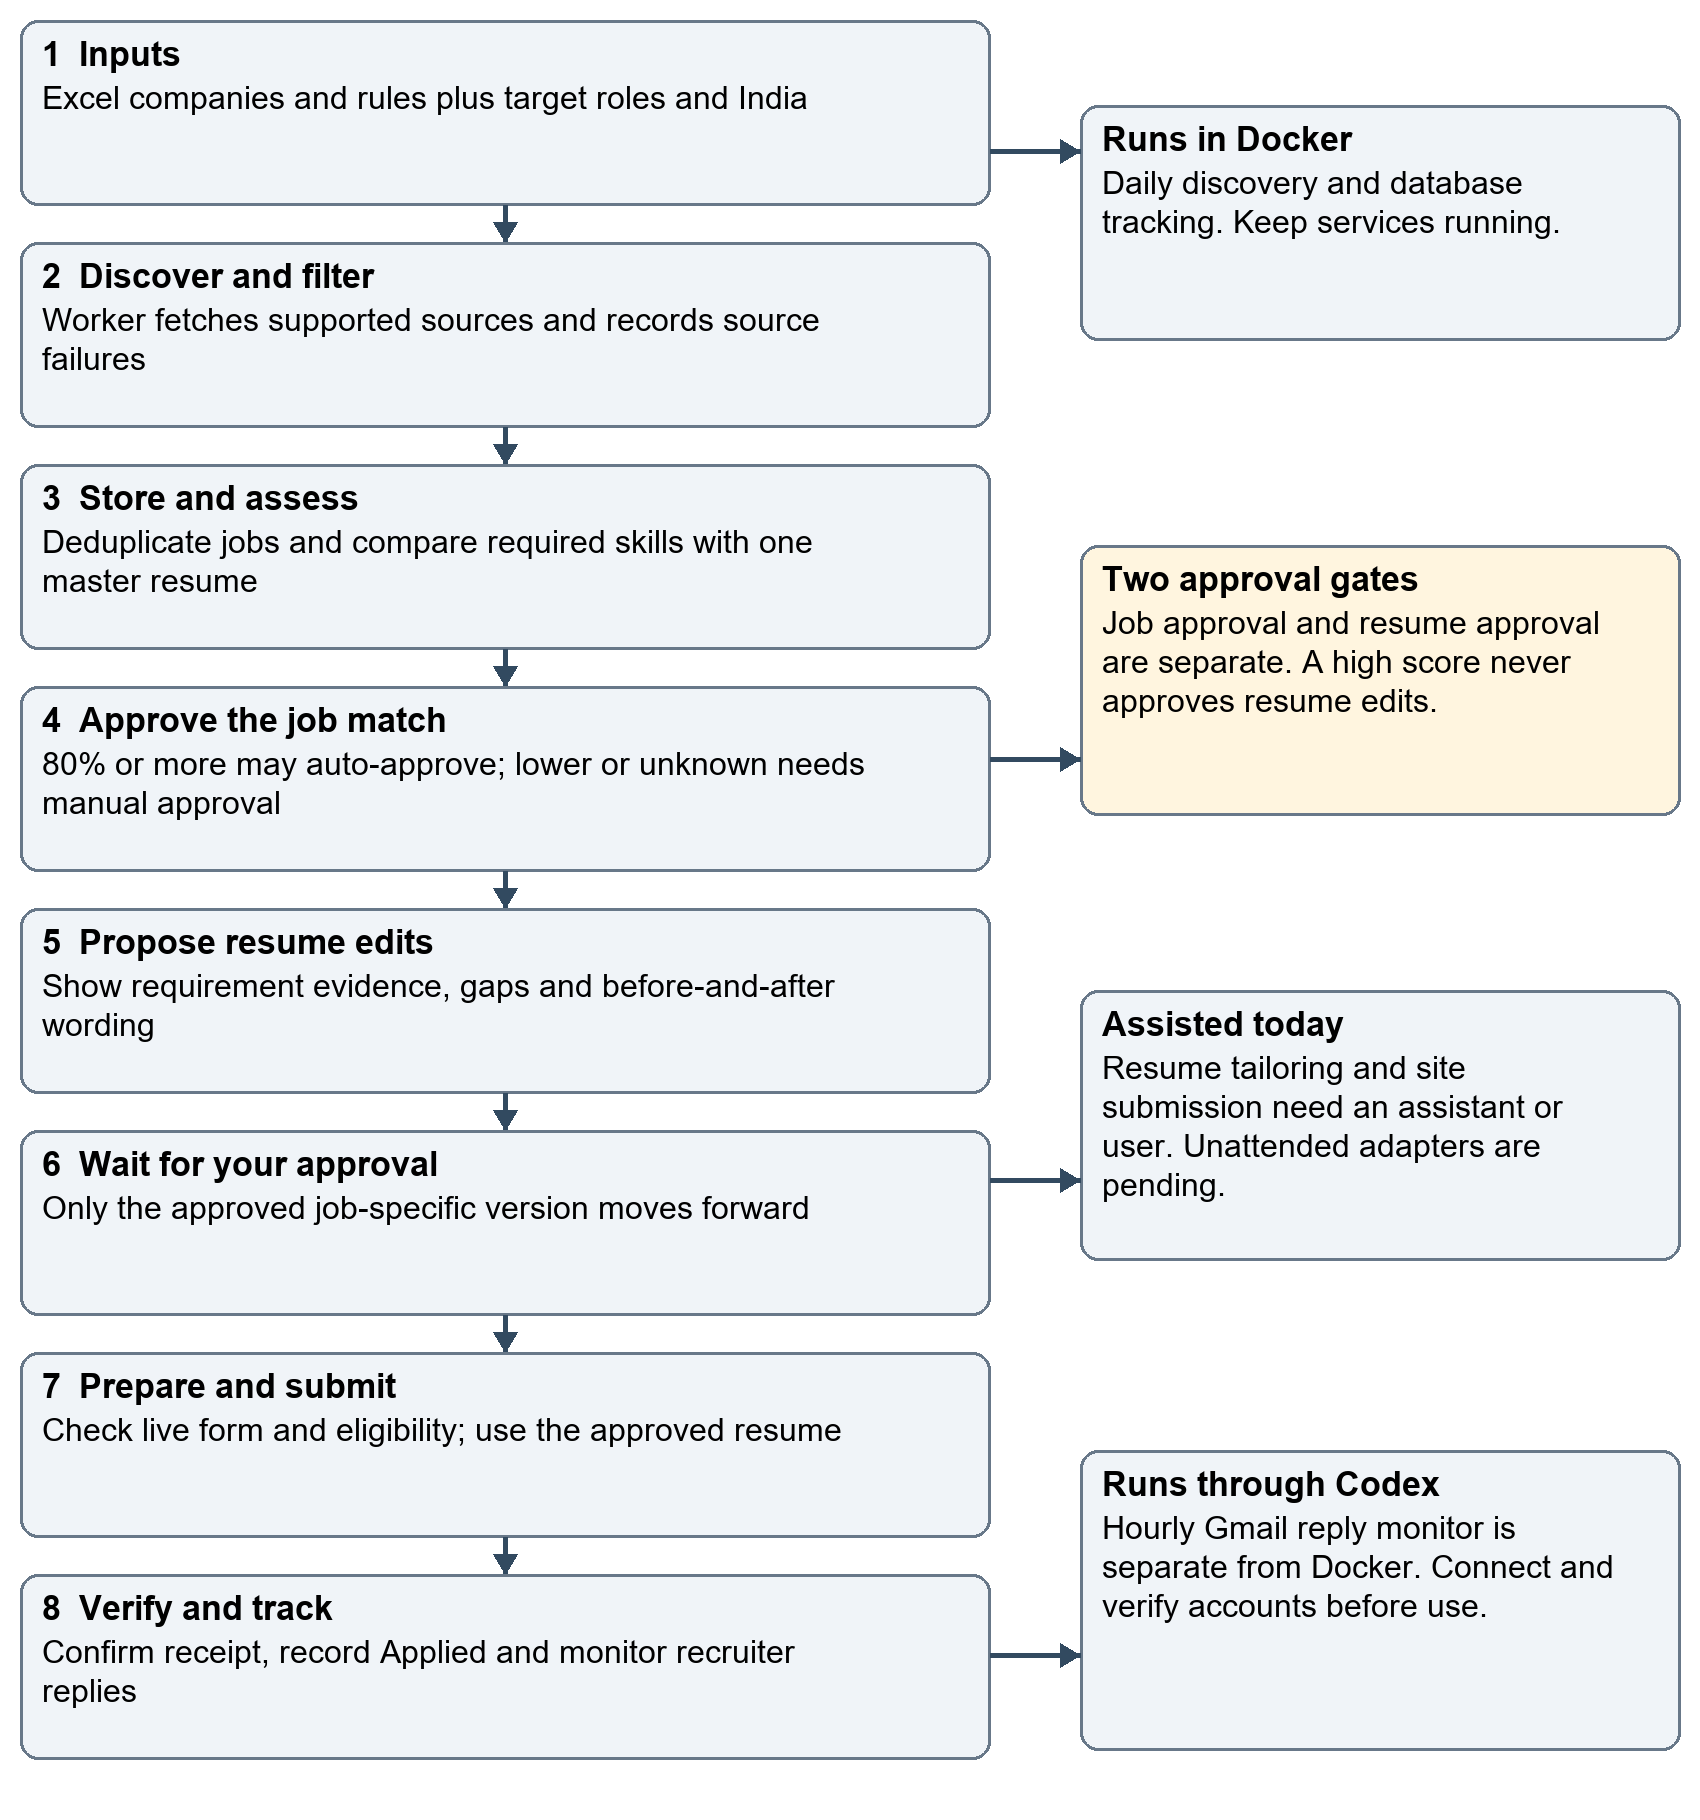 1 Inputs
Excel companies and rules plus target roles and India
Runs in Docker
Daily discovery and database
tracking. Keep services running.
2 Discover and filter
Worker fetches supported sources and records source
failures
3 Store and assess
Deduplicate jobs and compare required skills with one
master resume
Two approval gates
Job approval and resume approval
are separate. A high score never
approves resume edits.
4 Approve the job match
80% or more may auto-approve; lower or unknown needs
manual approval
5 Propose resume edits
Show requirement evidence, gaps and before-and-after
wording
Assisted today
Resume tailoring and site
submission need an assistant or
user. Unattended adapters are
pending.
6 Wait for your approval
Only the approved job-specific version moves forward
7 Prepare and submit
Check live form and eligibility; use the approved resume
Runs through Codex
Hourly Gmail reply monitor is
separate from Docker. Connect and
verify accounts before use.
8 Verify and track
Confirm receipt, record Applied and monitor recruiter
replies